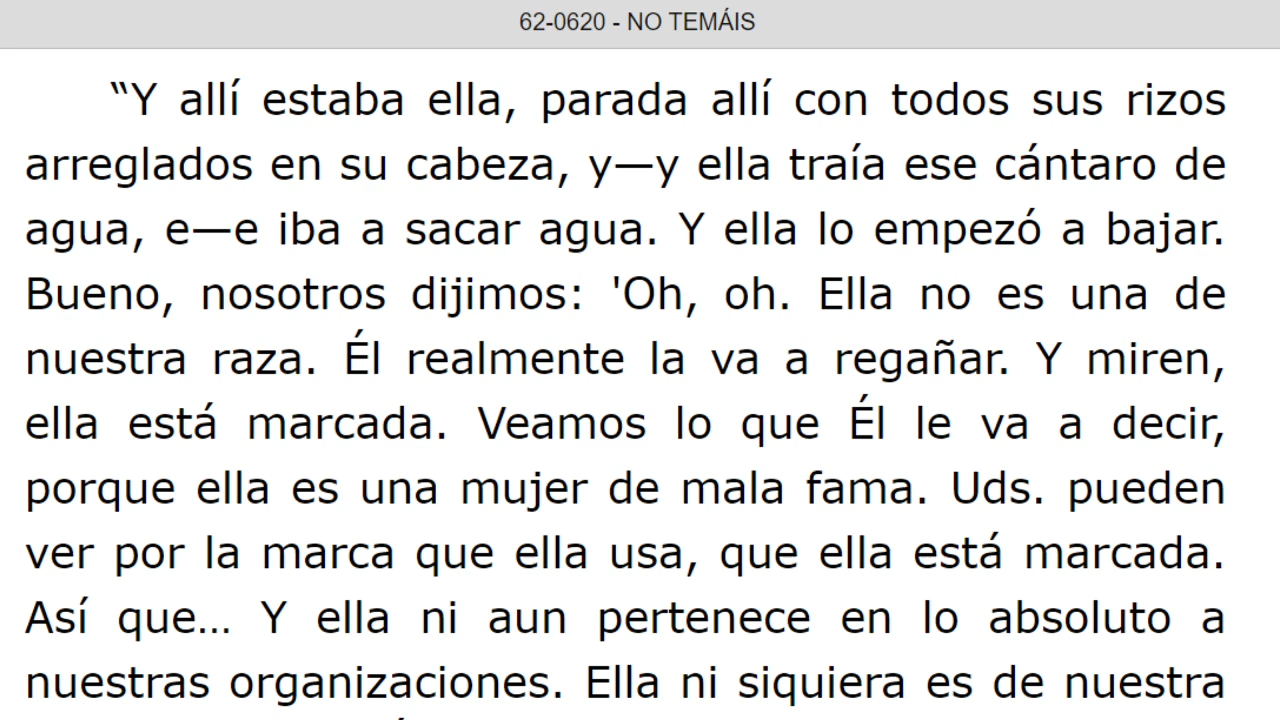 62-0620 - NO TEMÁIS
“Y allí estaba ella, parada allí con todos sus rizos
arreglados en su cabeza, y—y ella traía ese cántaro de
agua, e—e iba a sacar agua. Y ella lo empezó a bajar.
Bueno, nosotros dijimos: 'Oh, oh. Ella no es una de
nuestra raza. Él realmente la va a regañar. Y miren,
ella está marcada. Veamos lo que Él le va a decir,
porque ella es una mujer de mala fama. Uds. pueden
ver por la marca que ella usa, que ella está marcada.
Así que… Y ella ni aun pertenece en lo absoluto a
nuestras organizaciones. Ella ni siquiera es de nuestra